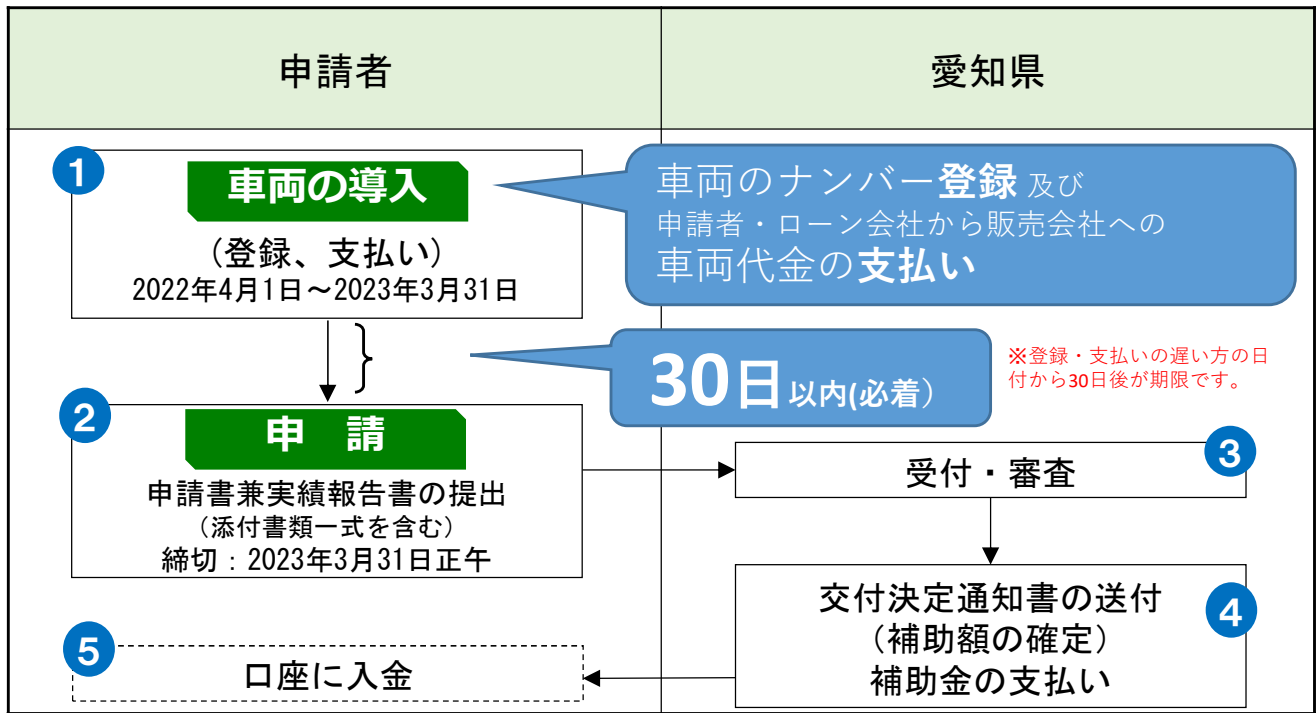 申請者
愛知県
1
車両の導入
(登録、支払い)
2022年4月1日～2023年3月31日
車両のナンバー登録 及び
申請者・ローン会社から販売会社への
車両代金の支払い
30日以内(必着）
※登録・支払いの遅い方の日
付から30日後が期限です。
2
申　請
申請書兼実績報告書の提出
（添付書類一式を含む）
締切：2023年3月31日正午
3
受付・審査
4
交付決定通知書の送付
（補助額の確定）
補助金の支払い
5
口座に入金